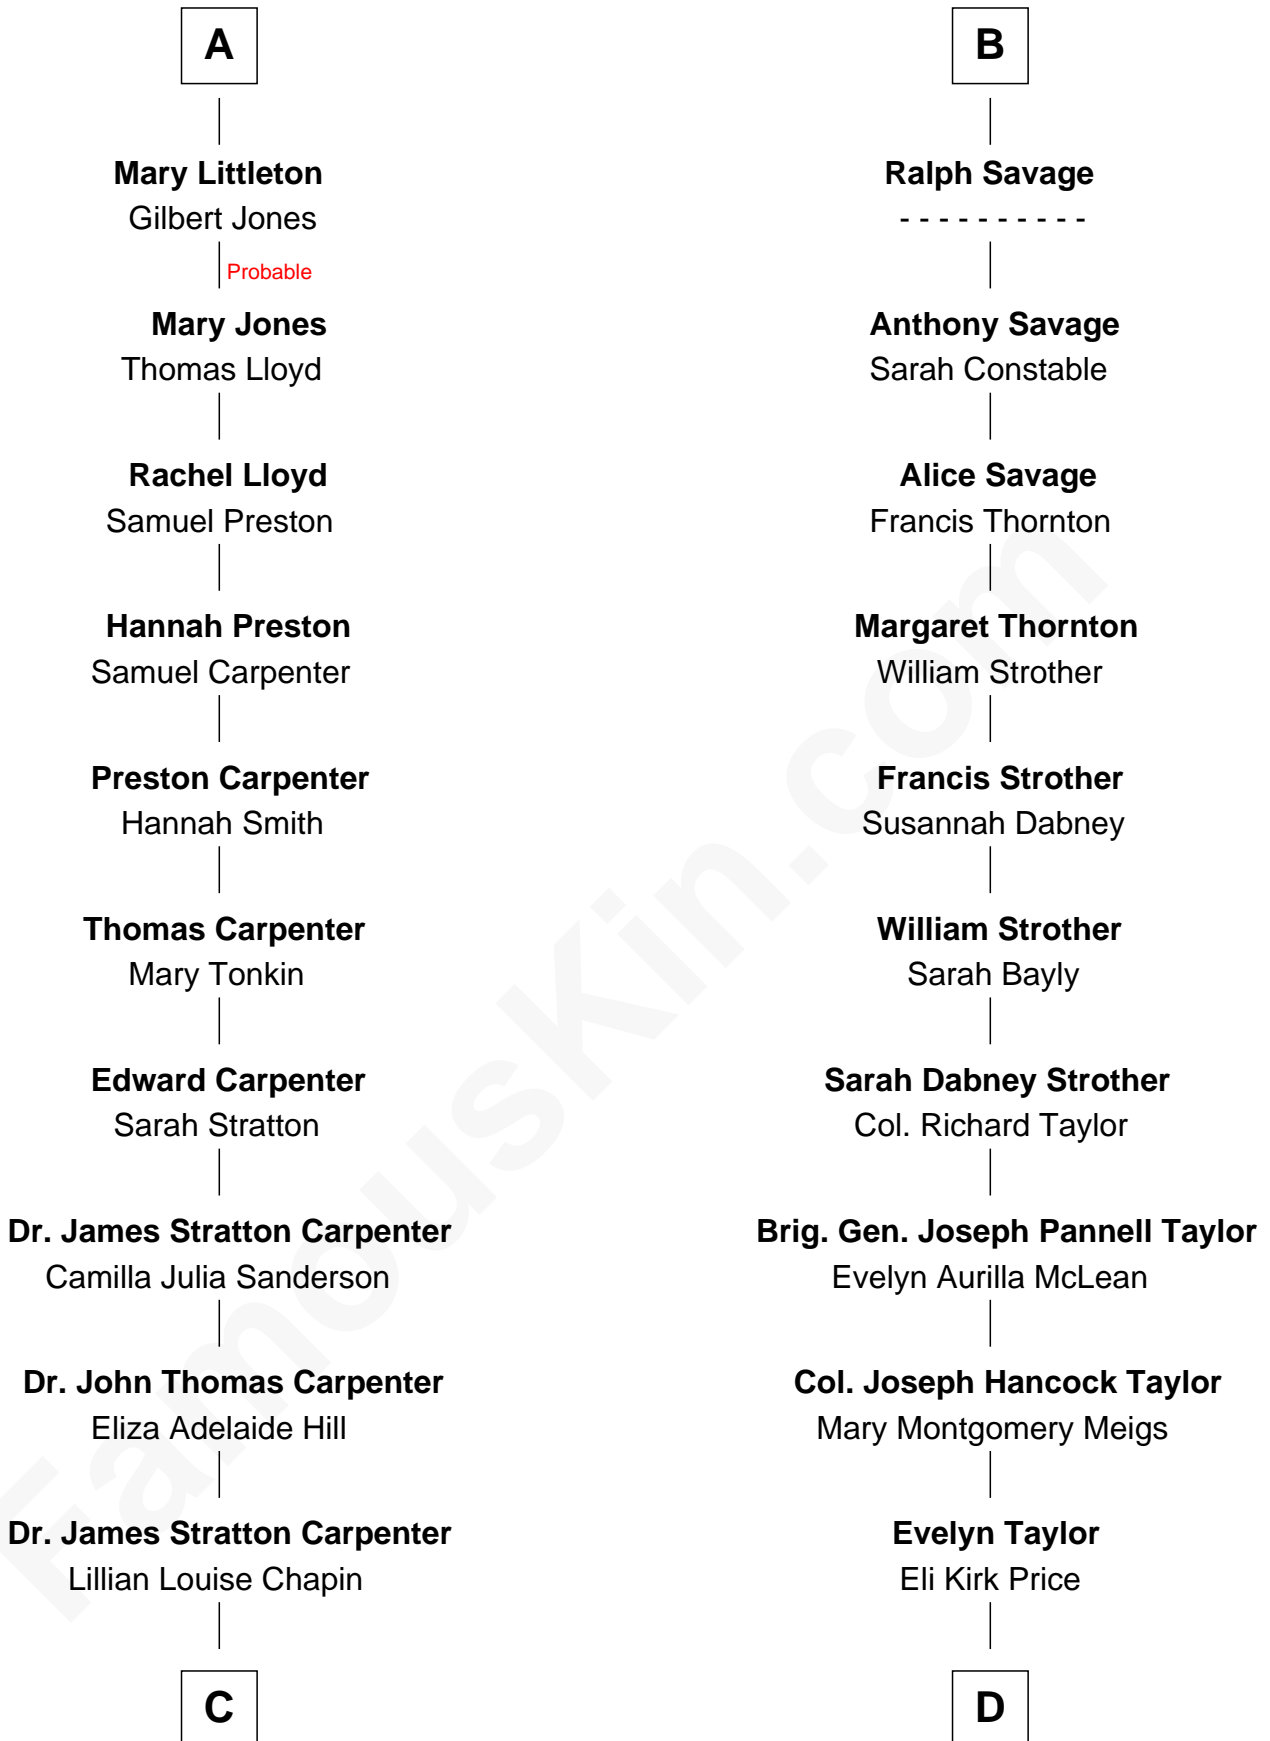 A
Mary Littleton
Gilbert Jones
Probable
Mary Jones
Thomas Lloyd
Rachel Lloyd
Samuel Preston
Hannah Preston
Samuel Carpenter
Preston Carpenter
Hannah Smith
Thomas Carpenter
Mary Tonkin
Edward Carpenter
Sarah Stratton
Dr. James Stratton Carpenter
Camilla Julia Sanderson
Dr. John Thomas Carpenter
Eliza Adelaide Hill
Dr. James Stratton Carpenter
Lillian Louise Chapin
C
B
Ralph Savage
- - - - - - - - - -
Anthony Savage
Sarah Constable
Alice Savage
Francis Thornton
Margaret Thornton
William Strother
Francis Strother
Susannah Dabney
William Strother
Sarah Bayly
Sarah Dabney Strother
Col. Richard Taylor
Brig. Gen. Joseph Pannell Taylor
Evelyn Aurilla McLean
Col. Joseph Hancock Taylor
Mary Montgomery Meigs
Evelyn Taylor
Eli Kirk Price
D
FamousKin.com